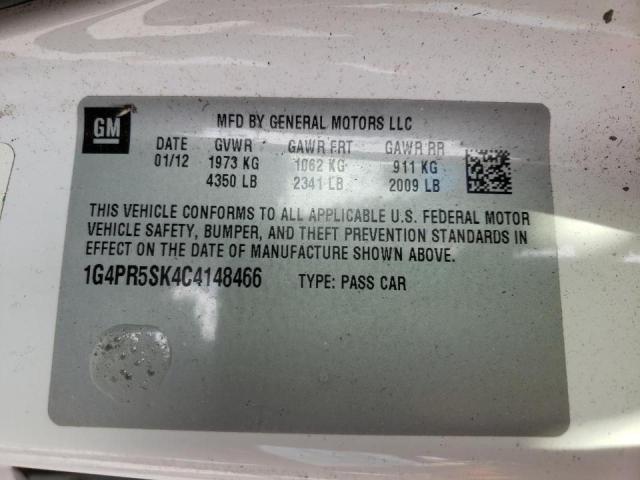 GM
MFD BY GENERAL MOTORS LLC
DATE GVWR GAWR FRT GAWR RR
01/12 1973 KG 1062 KG 911 KG
4350 LB 2341 LB 2009 LB
THIS VEHICLE CONFORMS TO ALL APPLICABLE U.S. FEDERAL MOTOR
VEHICLE SAFETY, BUMPER, AND THEFT PREVENTION STANDARDS IN
EFFECT ON THE DATE OF MANUFACTURE SHOWN ABOVE.
1G4PR5SK4C4148466 TYPE: PASS CAR